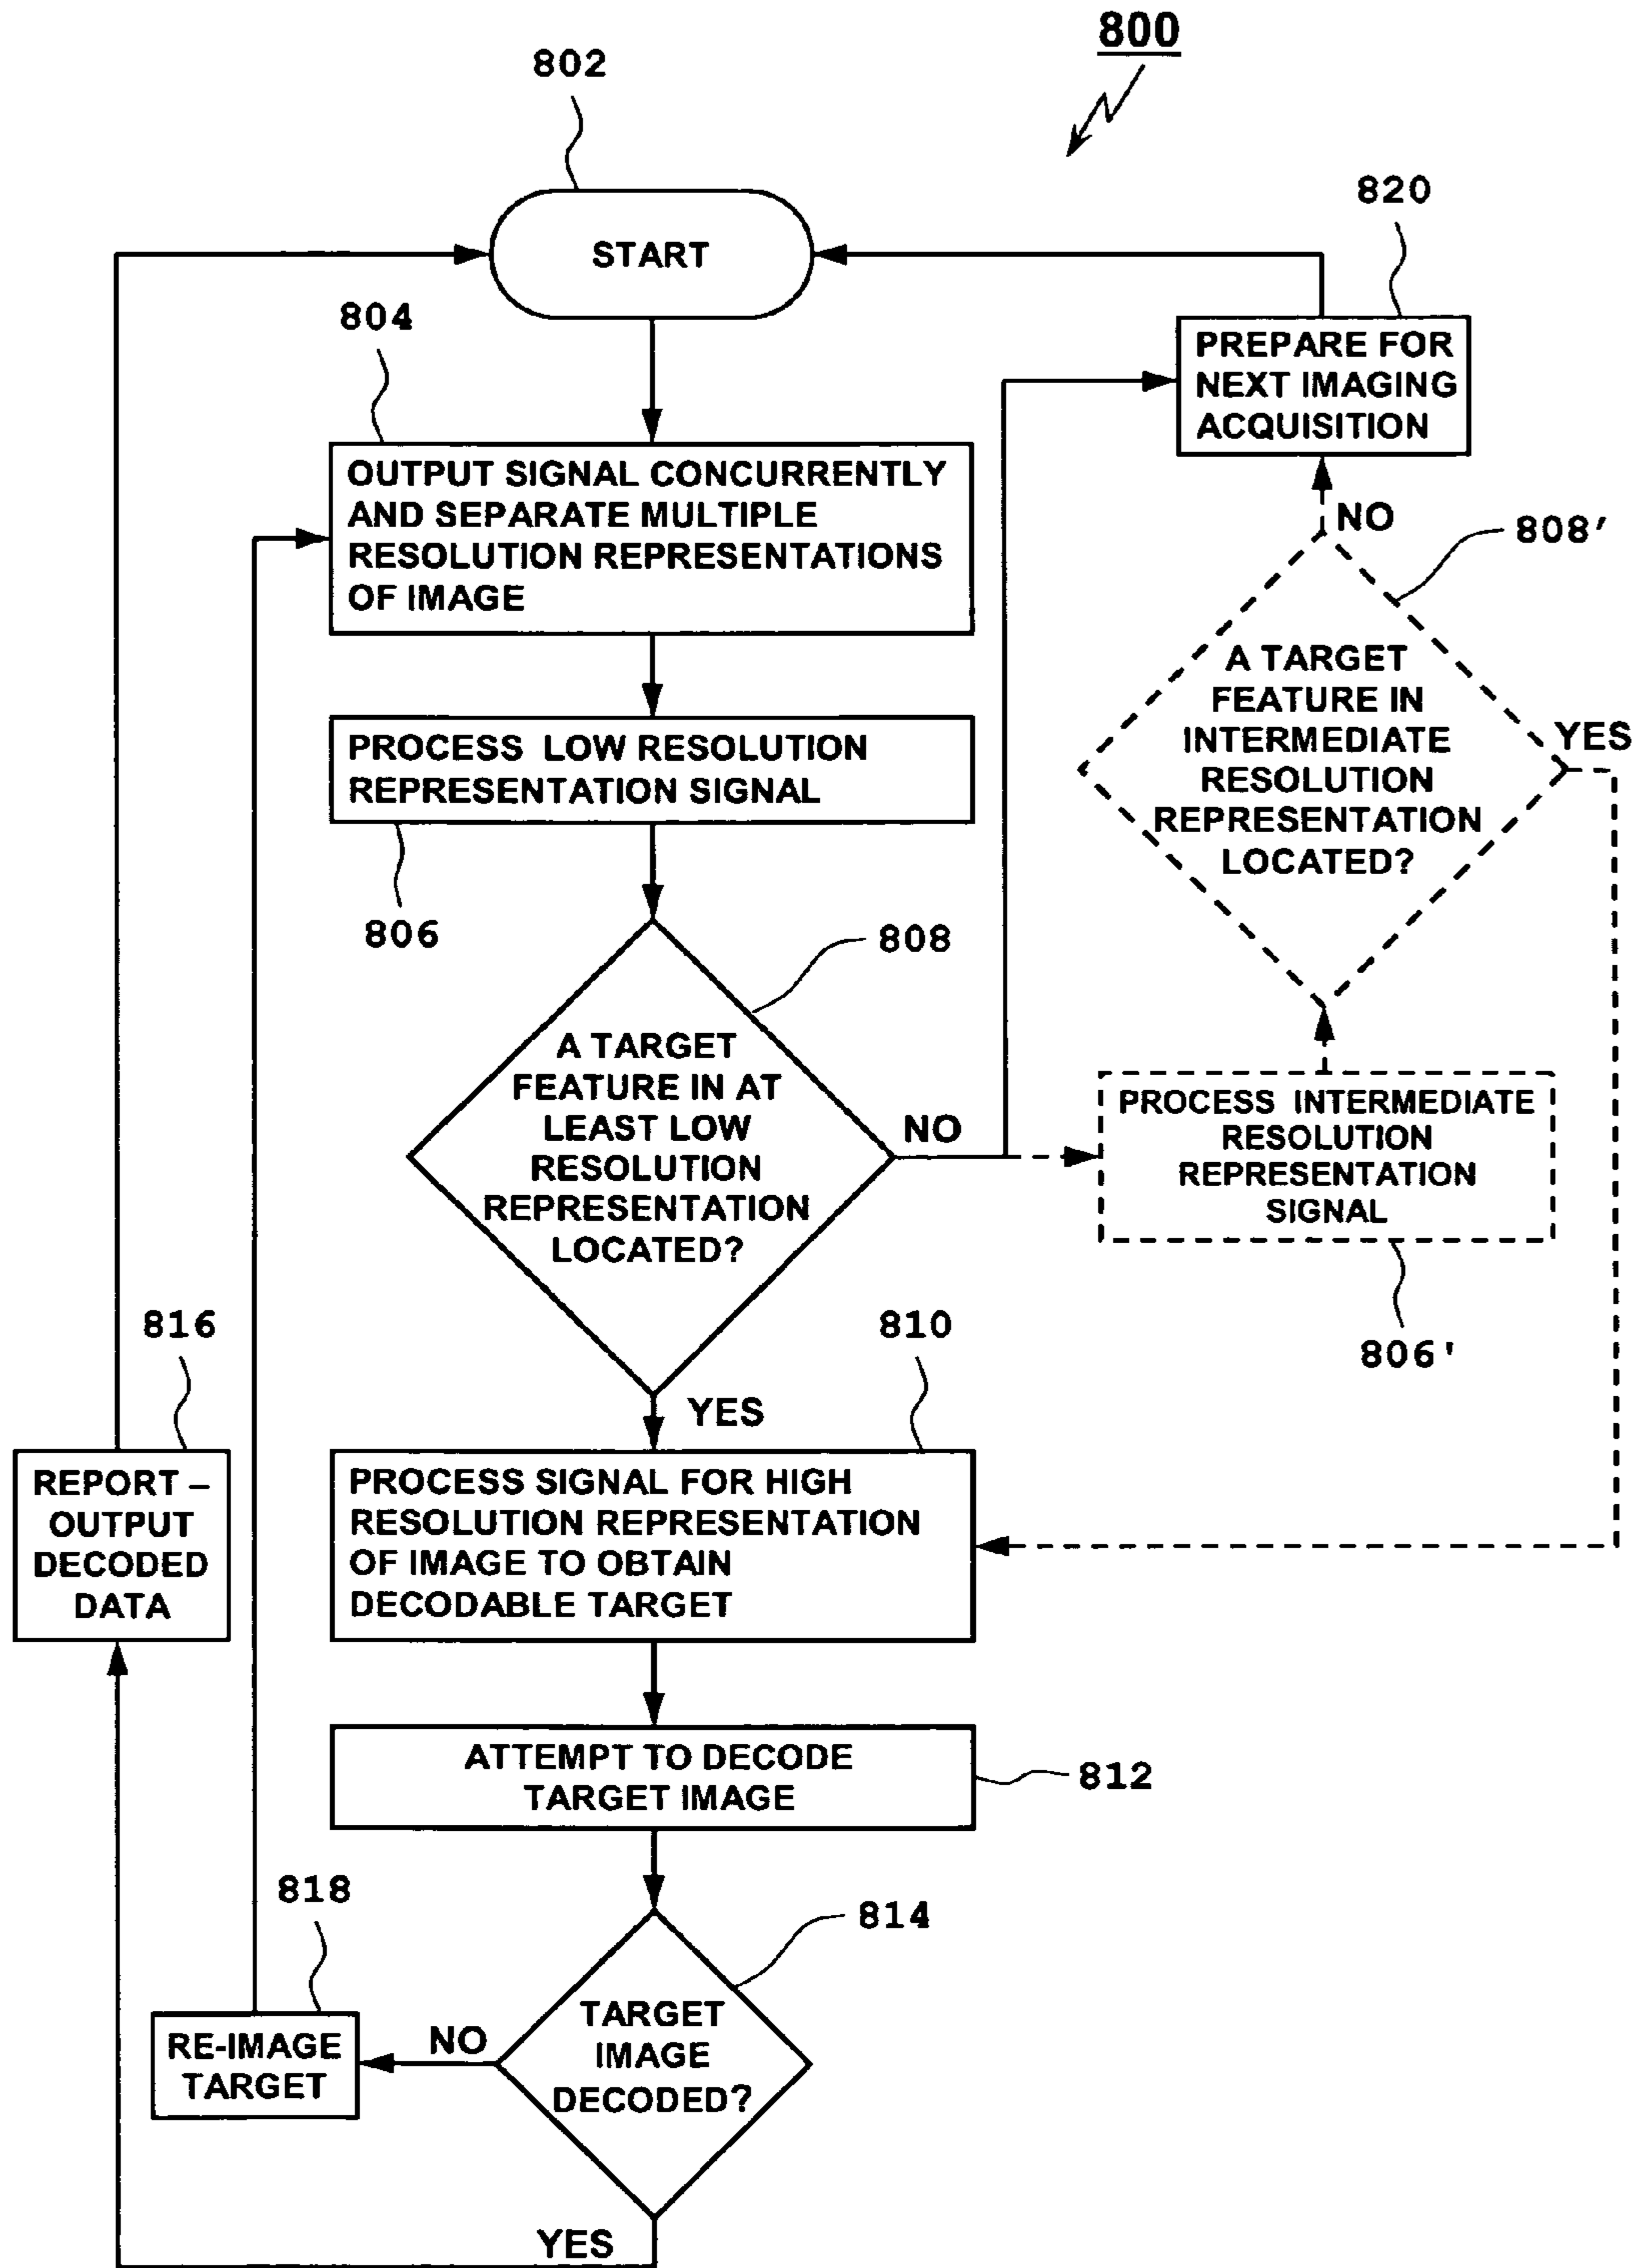 800
802
START
820
PREPARE FOR
NEXT IMAGING
ACQUISITION
804
OUTPUT SIGNAL CONCURRENTLY
AND SEPARATE MULTIPLE
RESOLUTION REPRESENTATIONS
OF IMAGE
NO
808'
A TARGET
FEATURE IN
INTERMEDIATE
RESOLUTION
REPRESENTATION
LOCATED?
YES
PROCESS LOW RESOLUTION
REPRESENTATION SIGNAL
806
808
A TARGET
FEATURE IN AT
LEAST LOW
RESOLUTION
REPRESENTATION
LOCATED?
NO
PROCESS INTERMEDIATE
RESOLUTION
REPRESENTATION
SIGNAL
806'
816
810
YES
REPORT –
OUTPUT
DECODED
DATA
PROCESS SIGNAL FOR HIGH
RESOLUTION REPRESENTATION
OF IMAGE TO OBTAIN
DECODABLE TARGET
ATTEMPT TO DECODE
TARGET IMAGE
812
818
814
RE-IMAGE
TARGET
NO
TARGET
IMAGE
DECODED?
YES